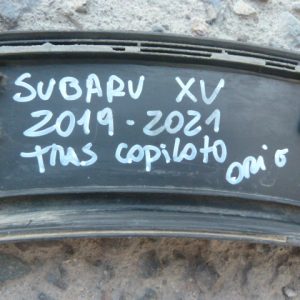 SUBARU XV
2019-2021
tras copiloto
ORIG